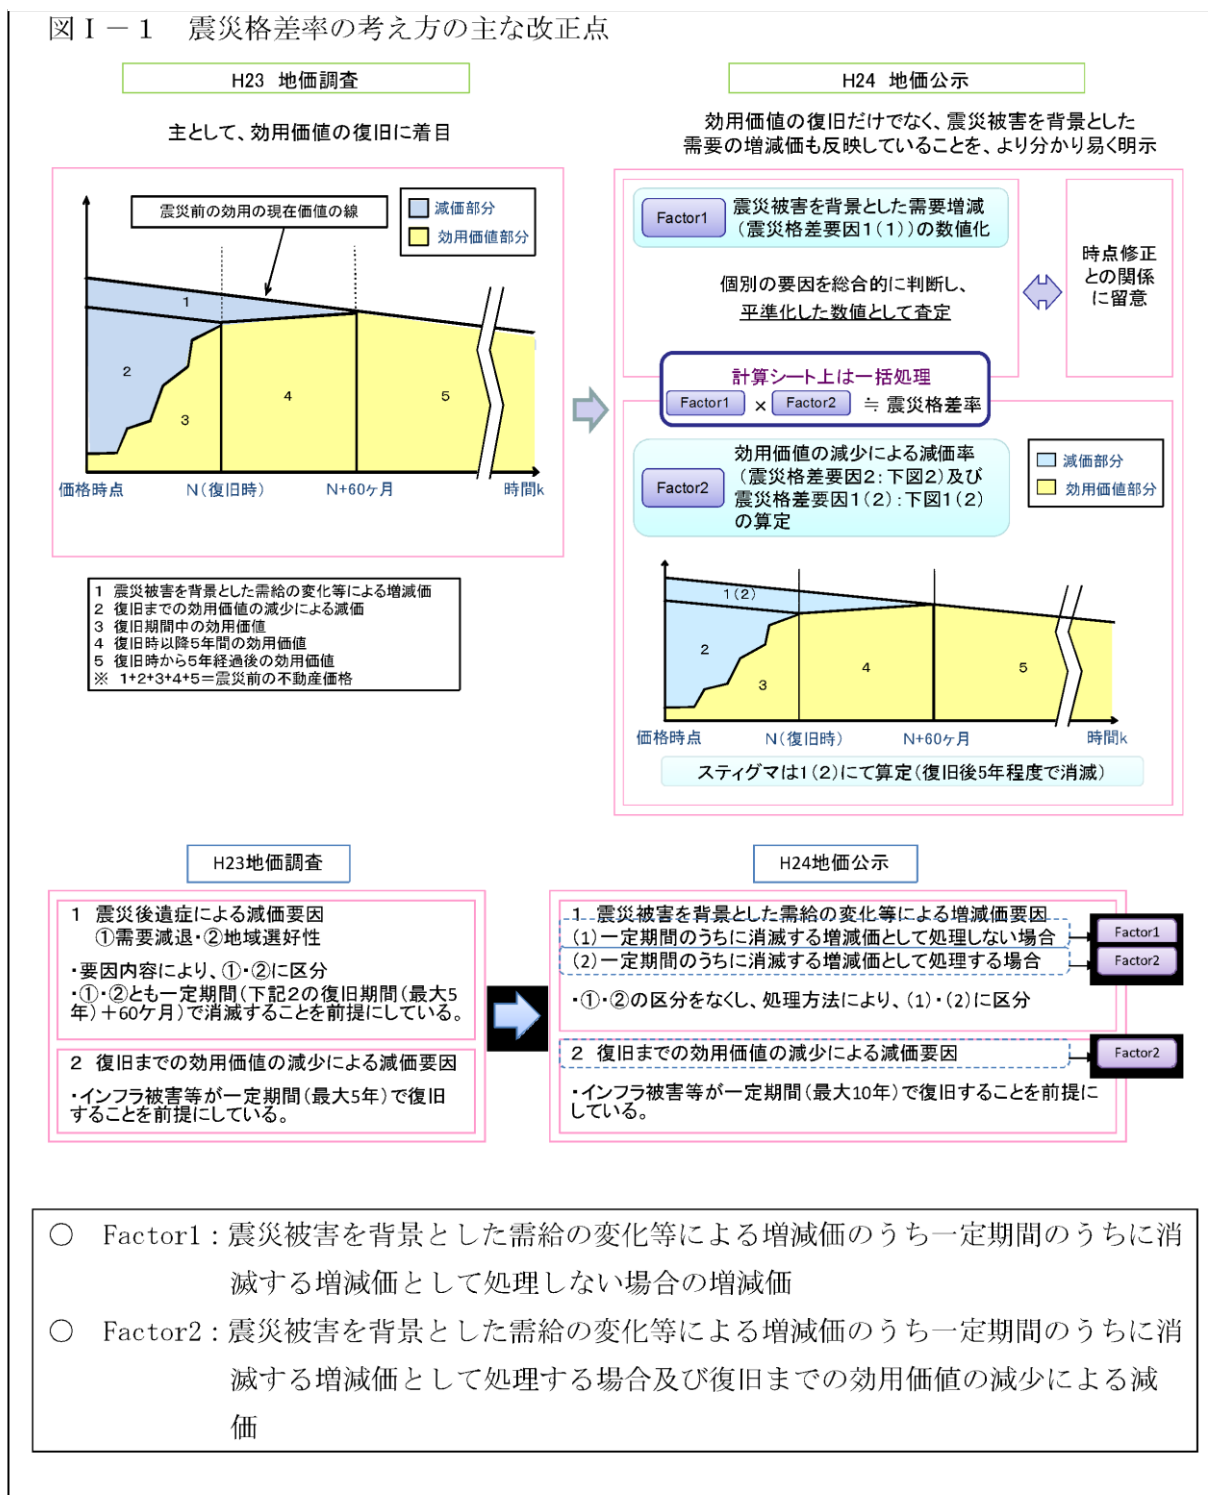 図Ⅰ－１　震災格差率の考え方の主な改正点
H23 地価調査
主として、効用価値の復旧に着目
震災前の効用の現在価値の線
減価部分
効用価値部分
1
2
3
4
5
価格時点
N(復旧時)
N+60ヶ月
時間k
1 震災被害を背景とした需給の変化等による増減価
2 復旧までの効用価値の減少による減価
3 復旧期間中の効用価値
4 復旧時以降5年間の効用価値
5 復旧時から5年経過後の効用価値
※ 1+2+3+4+5=震災前の不動産価格
H24 地価公示
効用価値の復旧だけでなく、震災被害を背景とした
需要の増減価も反映していることを、より分かり易く明示
Factor1
震災被害を背景とした需要増減
(震災格差要因1(1))の数値化
個別の要因を総合的に判断し、
平準化した数値として査定
時点修正
との関係
に留意
計算シート上は一括処理
Factor1 × Factor2 ≒ 震災格差率
Factor2
効用価値の減少による減価率
(震災格差要因2:下図2)及び
震災格差要因1(2):下図1(2)
の算定
減価部分
効用価値部分
1(2)
2
3
4
5
価格時点
N(復旧時)
N+60ヶ月
時間k
スティグマは1(2)にて算定(復旧後5年程度で消滅)
H23地価調査
1 震災後遺症による減価要因
①需要減退・②地域選好性
・要因内容により、①・②に区分
・①・②とも一定期間(下記2の復旧期間(最大5
年)+60ケ月)で消滅することを前提にしている。
2 復旧までの効用価値の減少による減価要因
・インフラ被害等が一定期間(最大5年)で復旧
することを前提にしている。
H24地価公示
1 震災被害を背景とした需給の変化等による増減価要因
(1)一定期間のうちに消滅する増減価として処理しない場合
Factor1
(2)一定期間のうちに消滅する増減価として処理する場合
Factor2
・①・②の区分をなくし、処理方法により、(1)・(2)に区分
2 復旧までの効用価値の減少による減価要因
Factor2
・インフラ被害等が一定期間(最大10年)で復旧することを前提に
している。
○　Factor1：震災被害を背景とした需給の変化等による増減価のうち一定期間のうちに消
滅する増減価として処理しない場合の増減価
○　Factor2：震災被害を背景とした需給の変化等による増減価のうち一定期間のうちに消
滅する増減価として処理する場合及び復旧までの効用価値の減少による減
価